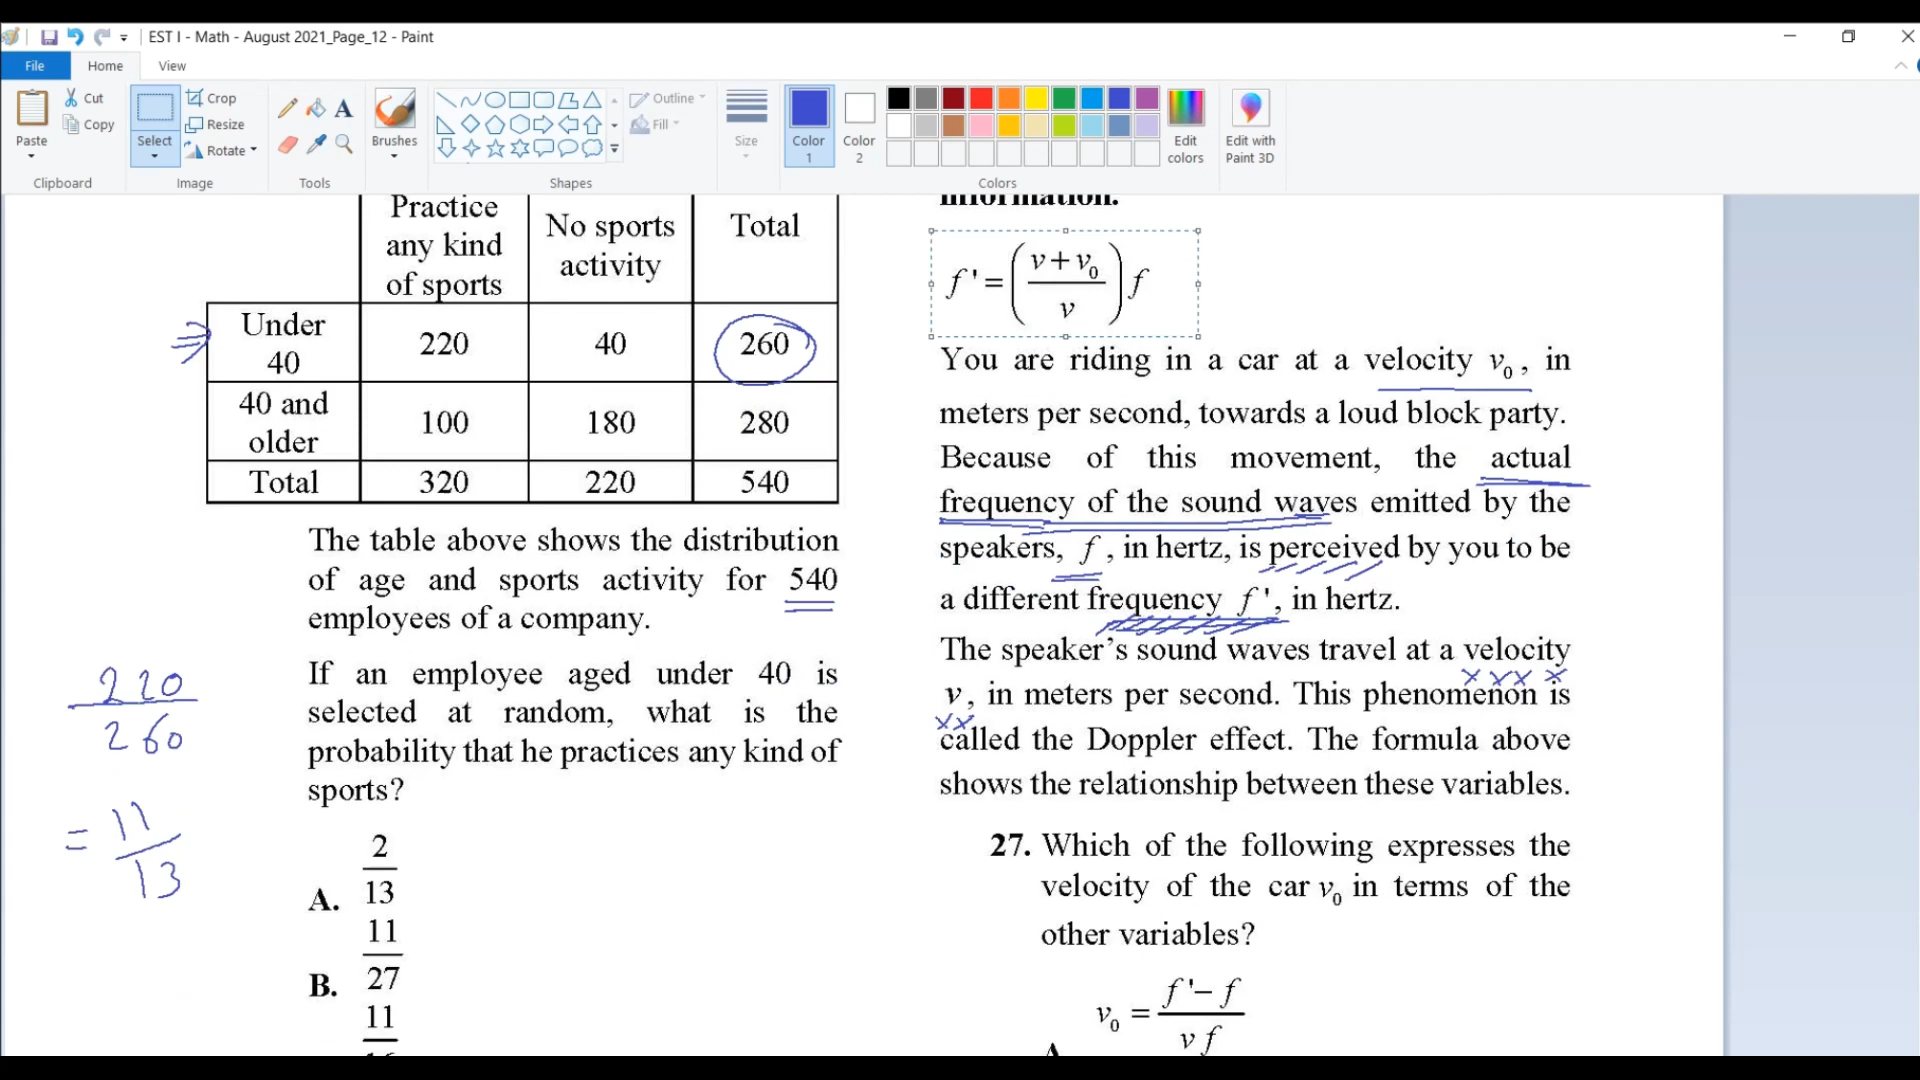 EST I - Math - August 2021_Page_12 - Paint
File Home View
Paste
Cut
Copy
Clipboard
Select
Crop
Resize
Rotate
Image
A
Tools
Brushes
Outline
Fill
Shapes
Size
Color 1
Color 2
Edit colors
Edit with Paint 3D
Colors
Practice any kind of sports
No sports activity
Total
Under 40 220 40 260
40 and older 100 180 280
Total 320 220 540
The table above shows the distribution
of age and sports activity for 540
employees of a company.
If an employee aged under 40 is
selected at random, what is the
probability that he practices any kind of
sports?
220
260
= 11
13
A. 2/13
B. 11/27
11
information.
f ' = ( v + v0 / v ) f
You are riding in a car at a velocity v0 , in
meters per second, towards a loud block party.
Because of this movement, the actual
frequency of the sound waves emitted by the
speakers, f , in hertz, is perceived by you to be
a different frequency f ', in hertz.
The speaker’s sound waves travel at a velocity
v, in meters per second. This phenomenon is
called the Doppler effect. The formula above
shows the relationship between these variables.
27. Which of the following expresses the
velocity of the car v0 in terms of the
other variables?
v0 = f '– f / v f